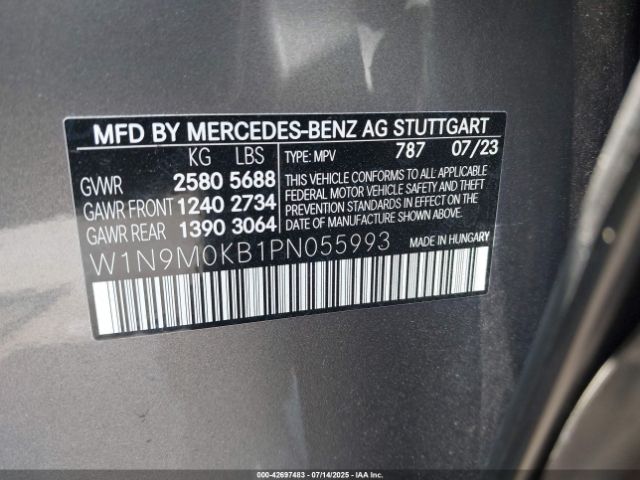 MFD BY MERCEDES-BENZ AG STUTTGART
KG LBS
GVWR 2580 5688
GAWR FRONT 1240 2734
GAWR REAR 1390 3064
TYPE: MPV 787 07/23
THIS VEHICLE CONFORMS TO ALL APPLICABLE
FEDERAL MOTOR VEHICLE SAFETY AND THEFT
PREVENTION STANDARDS IN EFFECT ON THE
DATE OF MANUFACTURE SHOWN ABOVE.
W1N9M0KB1PN055993
MADE IN HUNGARY
000-42697483 07/14/2025 IAA, Inc.